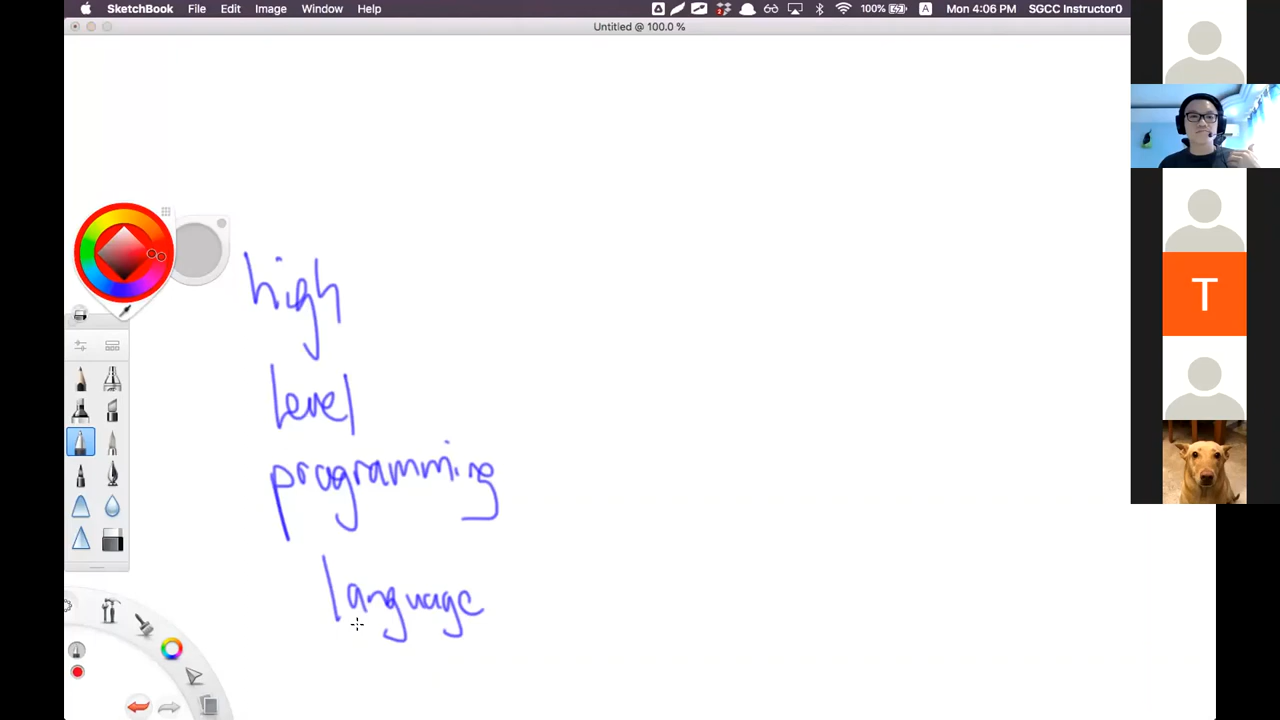 SketchBook File Edit Image Window Help 100% A Mon 4:06 PM SGCC Instructor0
Untitled @ 100.0 %
high
level
programming
language
T